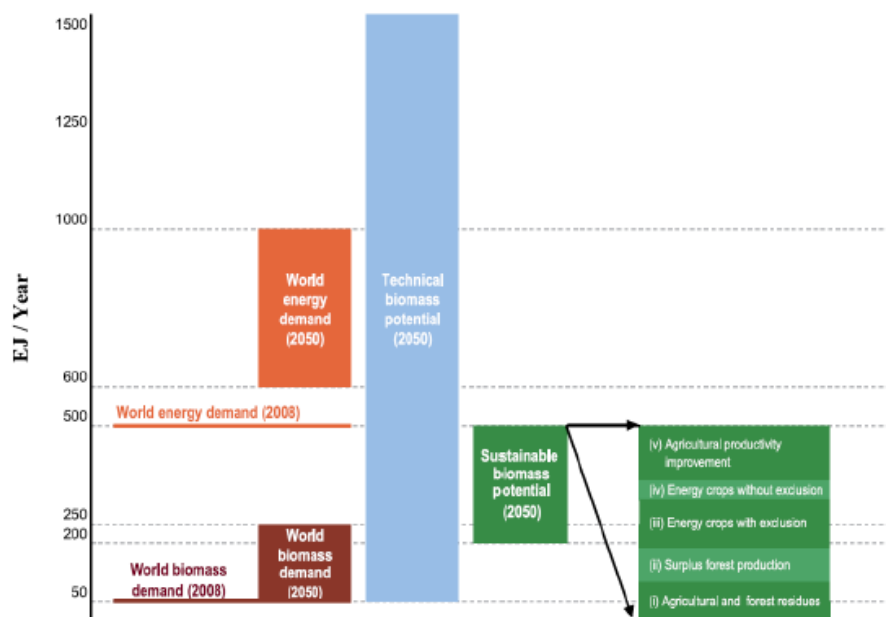 1500
1250
1000
600
500
250
200
50
EJ / Year
World
energy
demand
(2050)
World energy demand (2008)
World biomass
demand (2008)
World
biomass
demand
(2050)
Technical
biomass
potential
(2050)
Sustainable
biomass
potential
(2050)
(v) Agricultural productivity
improvement
(iv) Energy crops without exclusion
(iii) Energy crops with exclusion
(ii) Surplus forest production
(i) Agricultural and forest residues